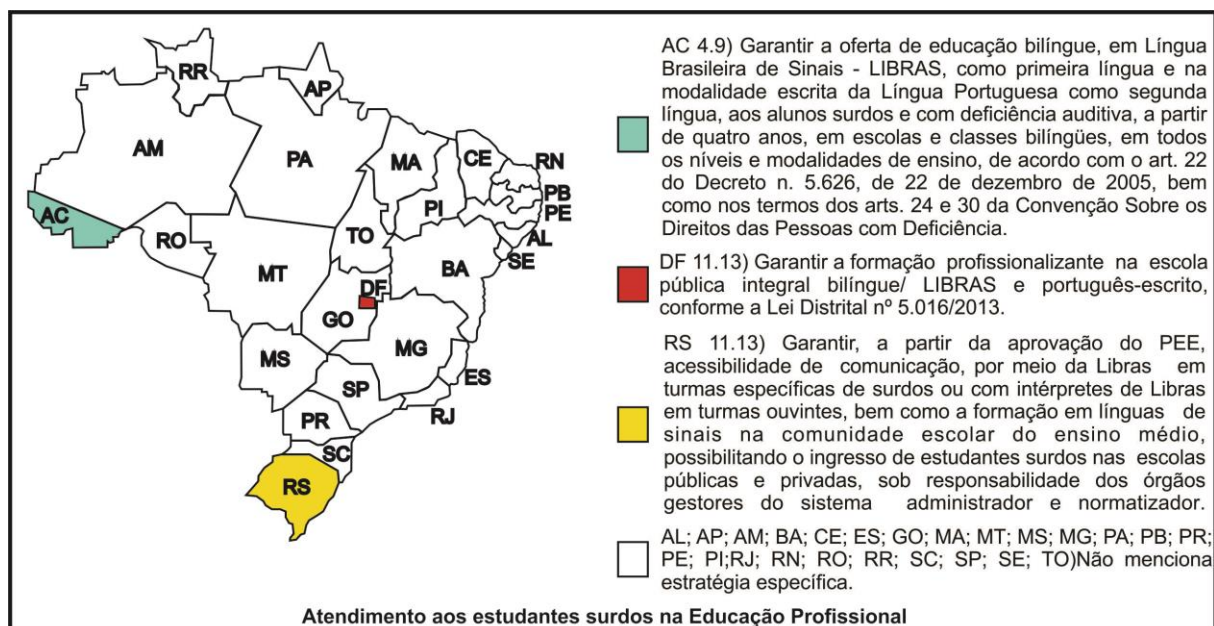 RR
AP
AM
PA
MA
CE
RN
PB
PE
PI
AL
SE
AC
RO
TO
BA
MT
DF
GO
MG
MS
ES
SP
RJ
PR
SC
RS
AC 4.9) Garantir a oferta de educação bilíngue, em Língua
Brasileira de Sinais - LIBRAS, como primeira língua e na
modalidade escrita da Língua Portuguesa como segunda
língua, aos alunos surdos e com deficiência auditiva, a partir
de quatro anos, em escolas e classes bilíngües, em todos
os níveis e modalidades de ensino, de acordo com o art. 22
do Decreto n. 5.626, de 22 de dezembro de 2005, bem
como nos termos dos arts. 24 e 30 da Convenção Sobre os
Direitos das Pessoas com Deficiência.
DF 11.13) Garantir a formação profissionalizante na escola
pública integral bilíngue/ LIBRAS e português-escrito,
conforme a Lei Distrital nº 5.016/2013.
RS 11.13) Garantir, a partir da aprovação do PEE,
acessibilidade de comunicação, por meio da Libras em
turmas específicas de surdos ou com intérpretes de Libras
em turmas ouvintes, bem como a formação em línguas de
sinais na comunidade escolar do ensino médio,
possibilitando o ingresso de estudantes surdos nas escolas
públicas e privadas, sob responsabilidade dos órgãos
gestores do sistema administrador e normatizador.
AL; AP; AM; BA; CE; ES; GO; MA; MT; MS; MG; PA; PB; PR;
PE; PI;RJ; RN; RO; RR; SC; SP; SE; TO)Não menciona
estratégia específica.
Atendimento aos estudantes surdos na Educação Profissional